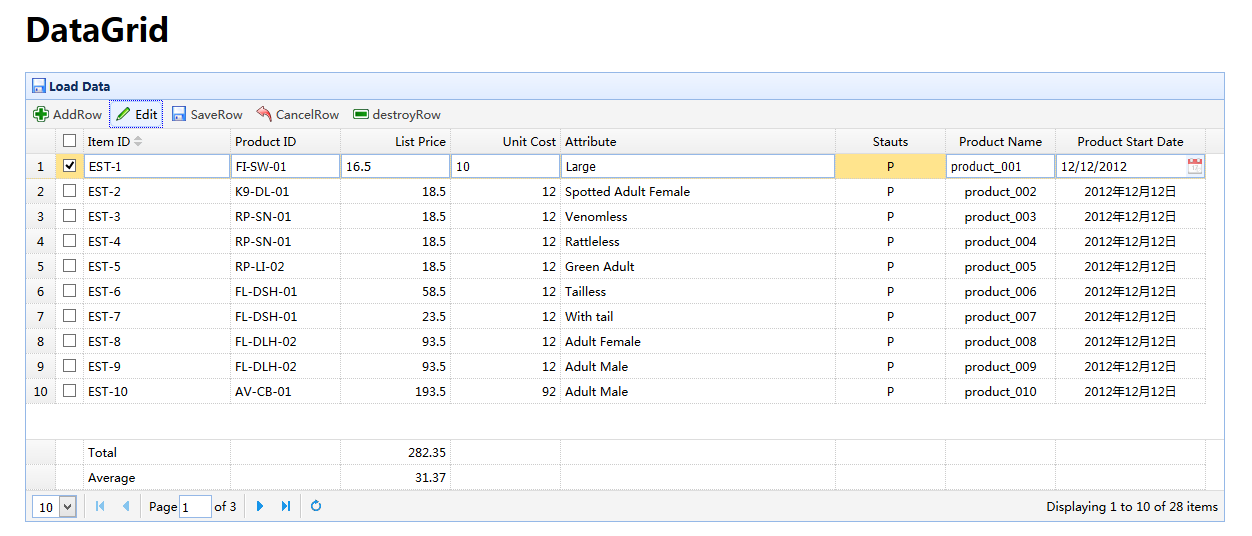 DataGrid
Load Data
AddRow Edit SaveRow CancelRow destroyRow
Item ID Product ID List Price Unit Cost Attribute Stauts Product Name Product Start Date
1 EST-1 FI-SW-01 16.5 10 Large P product_001 12/12/2012
2 EST-2 K9-DL-01 18.5 12 Spotted Adult Female P product_002 2012年12月12日
3 EST-3 RP-SN-01 18.5 12 Venomless P product_003 2012年12月12日
4 EST-4 RP-SN-01 18.5 12 Rattleless P product_004 2012年12月12日
5 EST-5 RP-LI-02 18.5 12 Green Adult P product_005 2012年12月12日
6 EST-6 FL-DSH-01 58.5 12 Tailless P product_006 2012年12月12日
7 EST-7 FL-DSH-01 23.5 12 With tail P product_007 2012年12月12日
8 EST-8 FL-DLH-02 93.5 12 Adult Female P product_008 2012年12月12日
9 EST-9 FL-DLH-02 93.5 12 Adult Male P product_009 2012年12月12日
10 EST-10 AV-CB-01 193.5 92 Adult Male P product_010 2012年12月12日
Total 282.35
Average 31.37
10 Page 1 of 3 Displaying 1 to 10 of 28 items